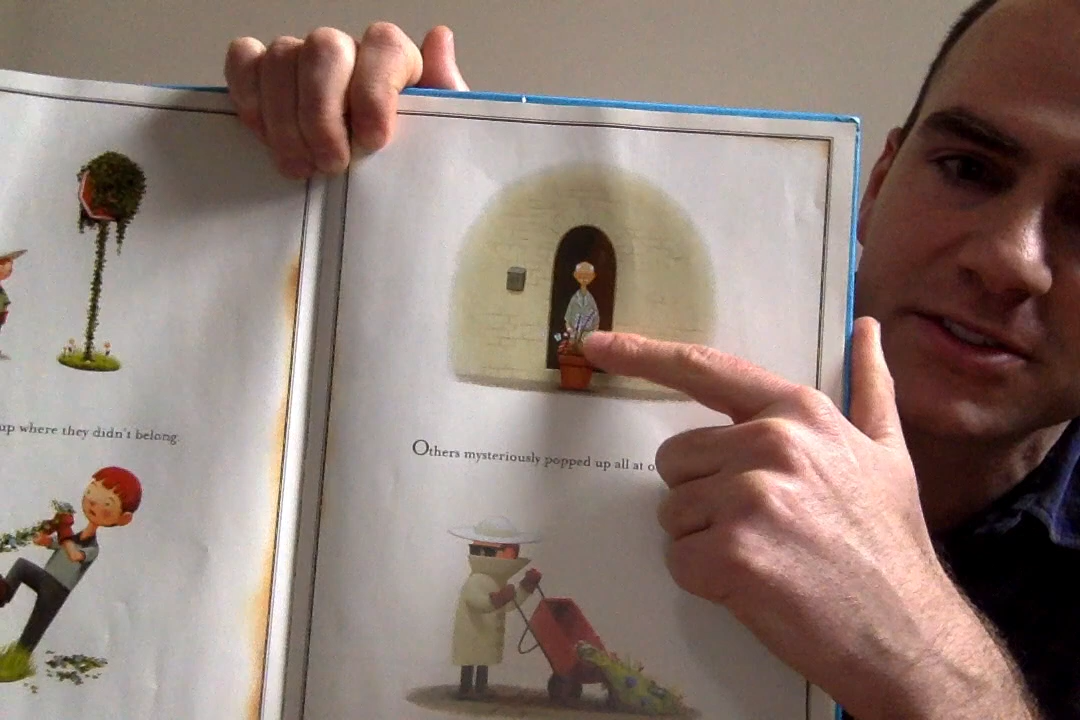 up where they didn't belong
Others mysteriously popped up all at